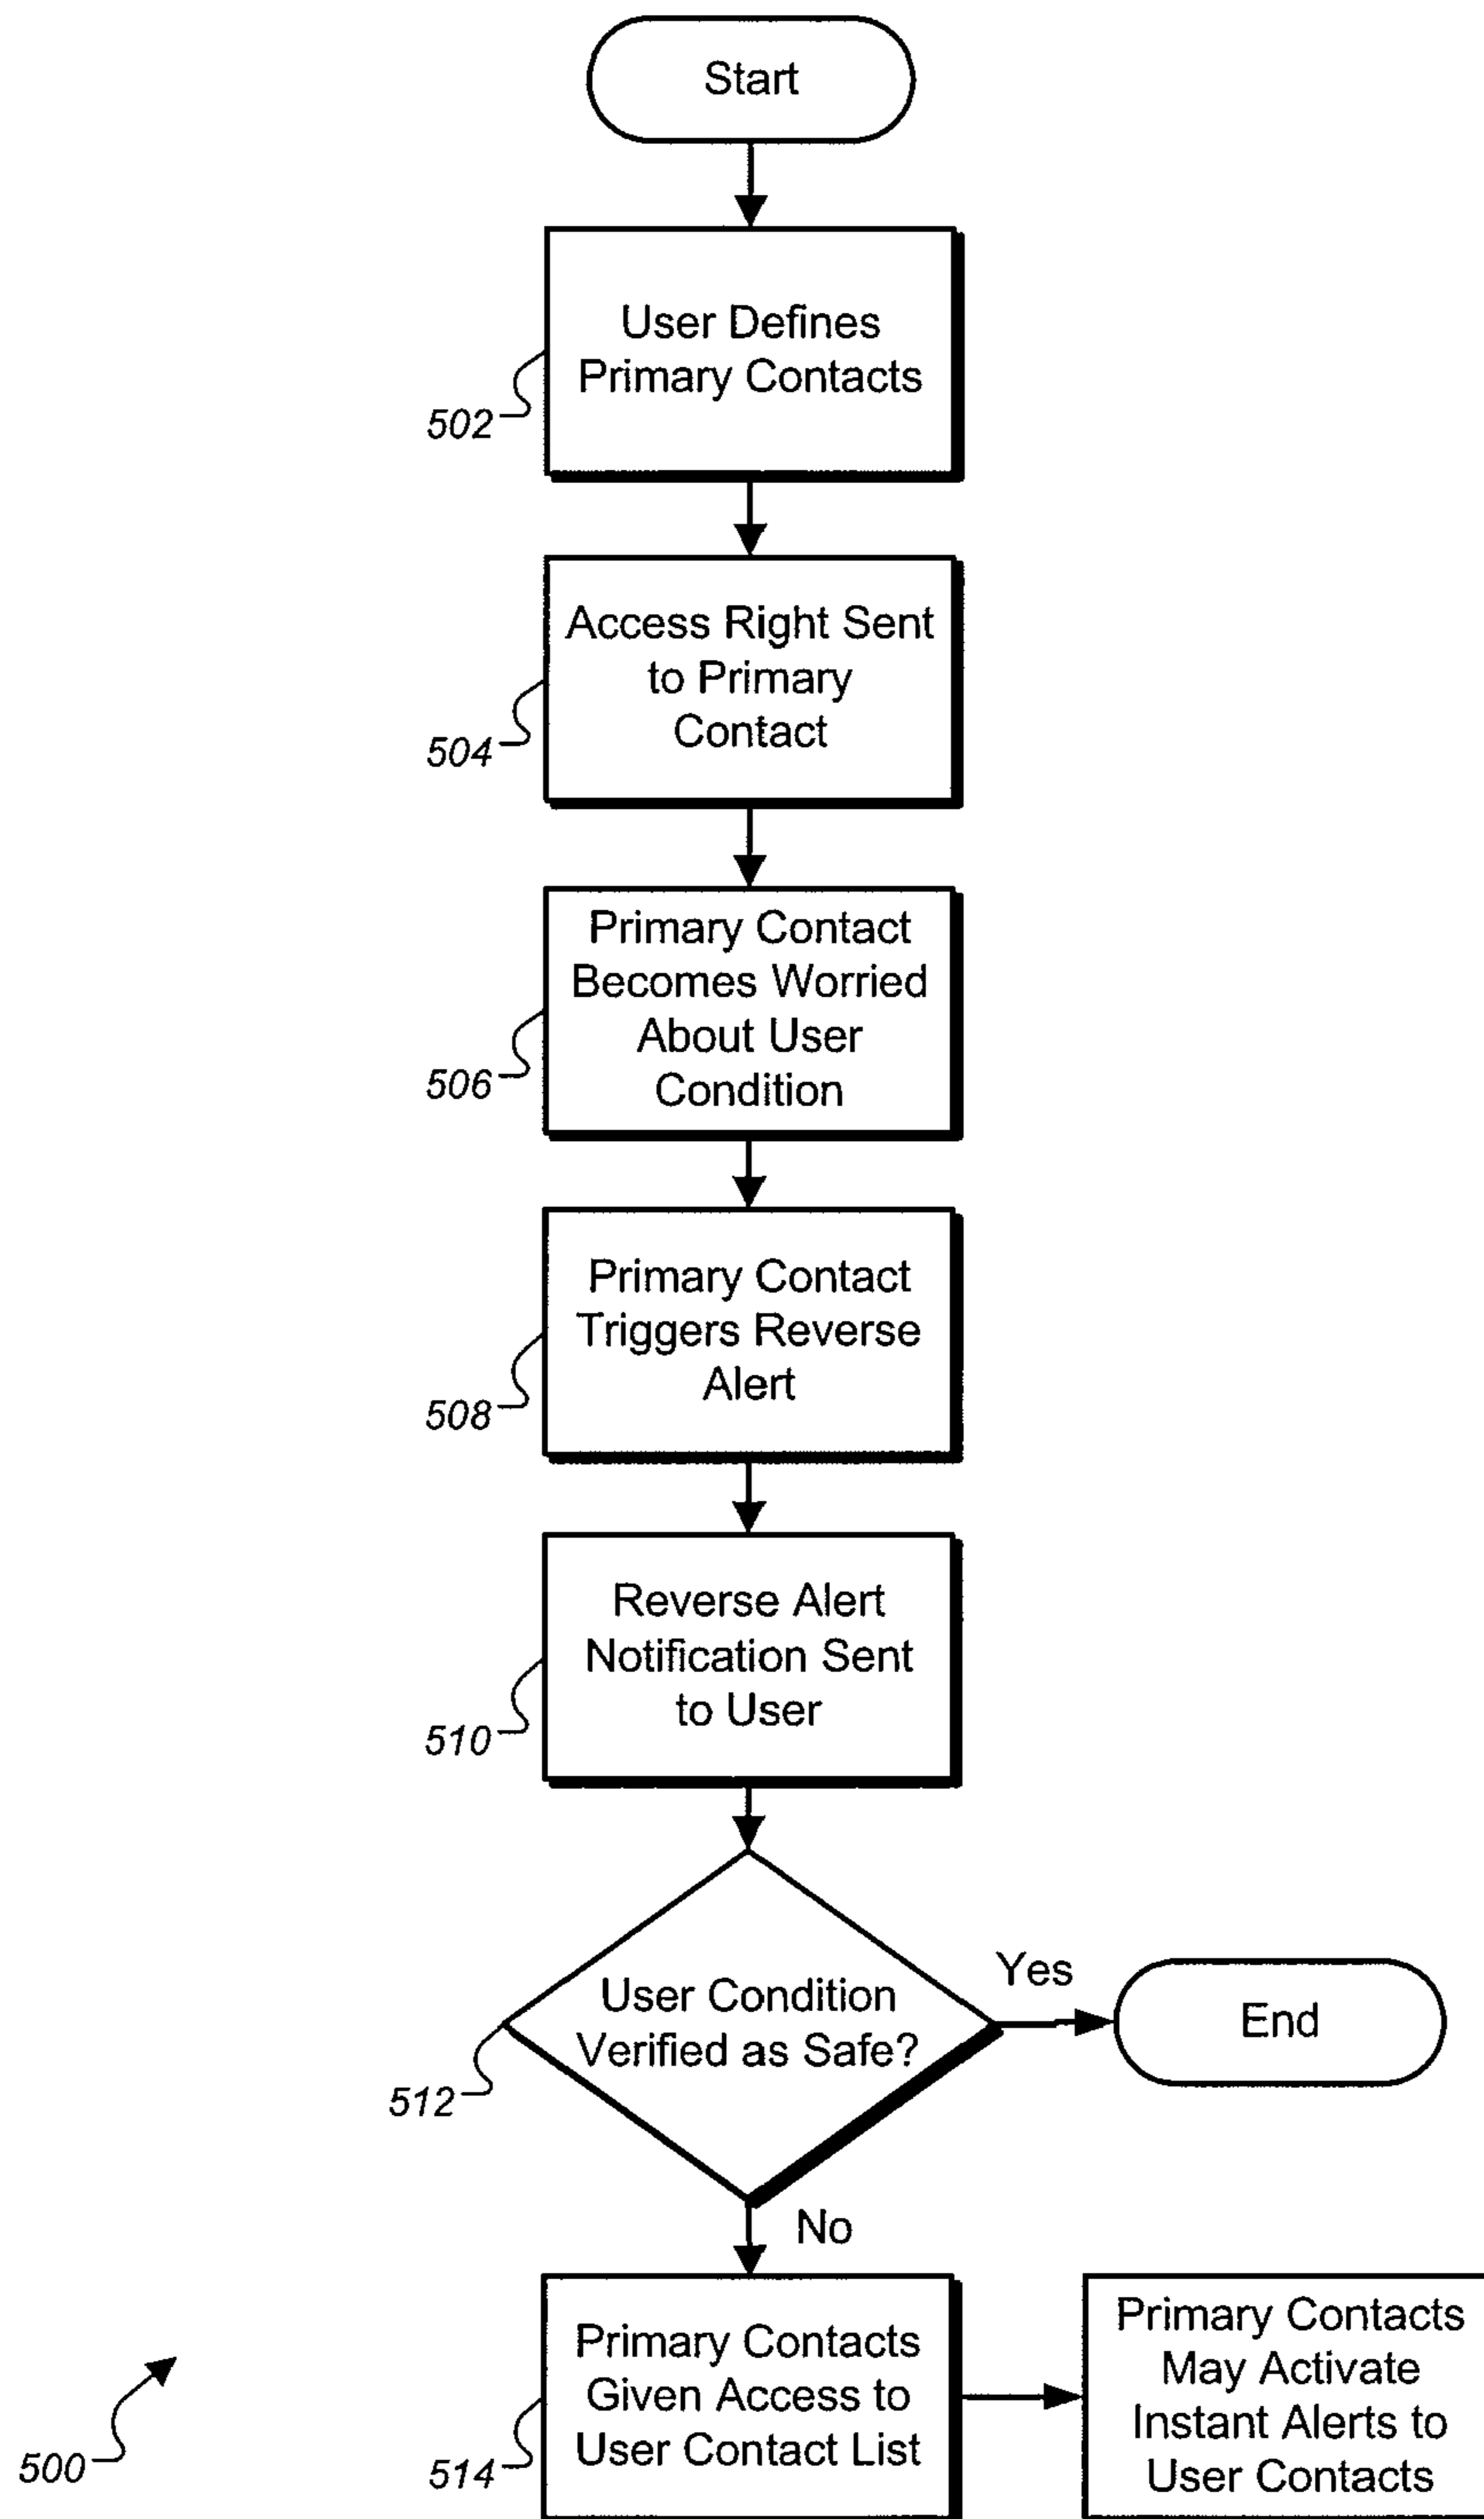 Start
User Defines
Primary Contacts
502
Access Right Sent
to Primary
Contact
504
Primary Contact
Becomes Worried
About User
Condition
506
Primary Contact
Triggers Reverse
Alert
508
Reverse Alert
Notification Sent
to User
510
User Condition
Verified as Safe?
512
Yes
End
No
Primary Contacts
Given Access to
User Contact List
514
Primary Contacts
May Activate
Instant Alerts to
User Contacts
500